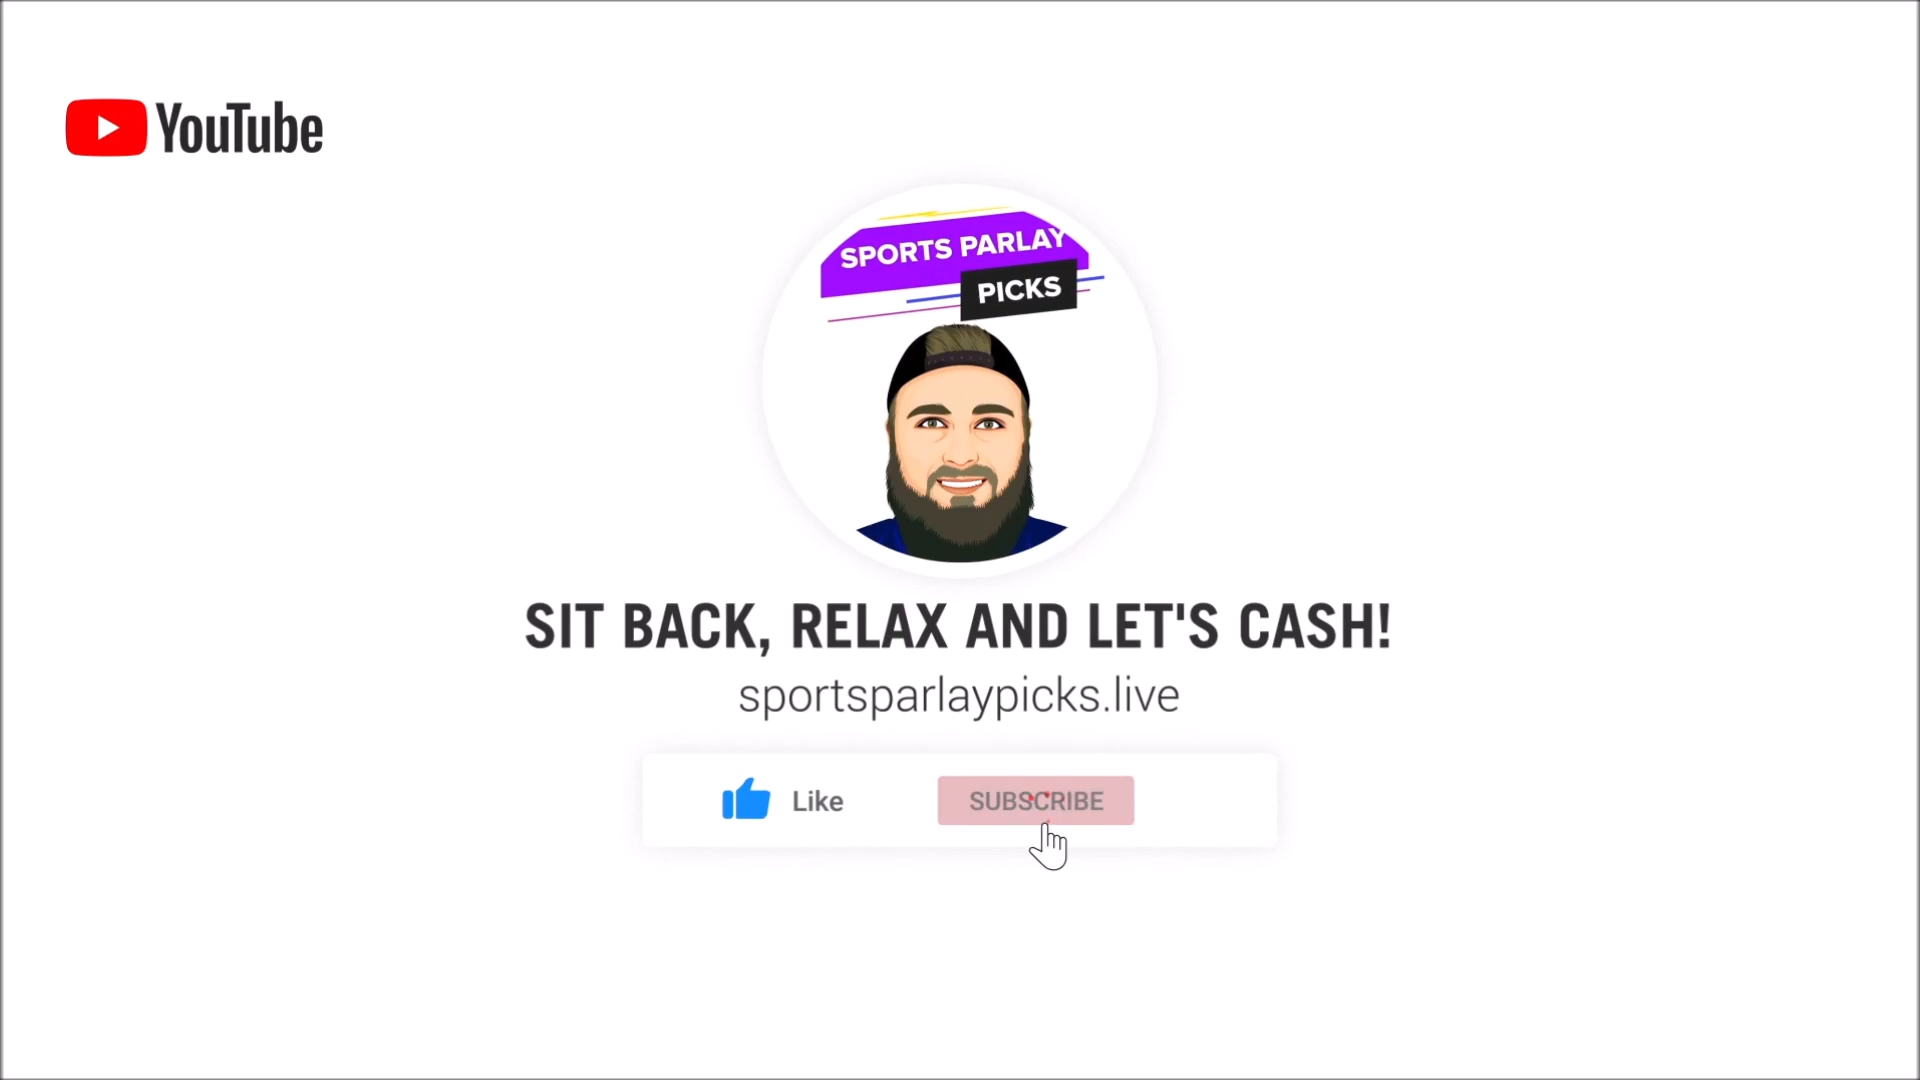 YouTube
SPORTS PARLAY
PICKS
SIT BACK, RELAX AND LET'S CASH!
sportsparlaypicks.live
Like
SUBSCRIBE